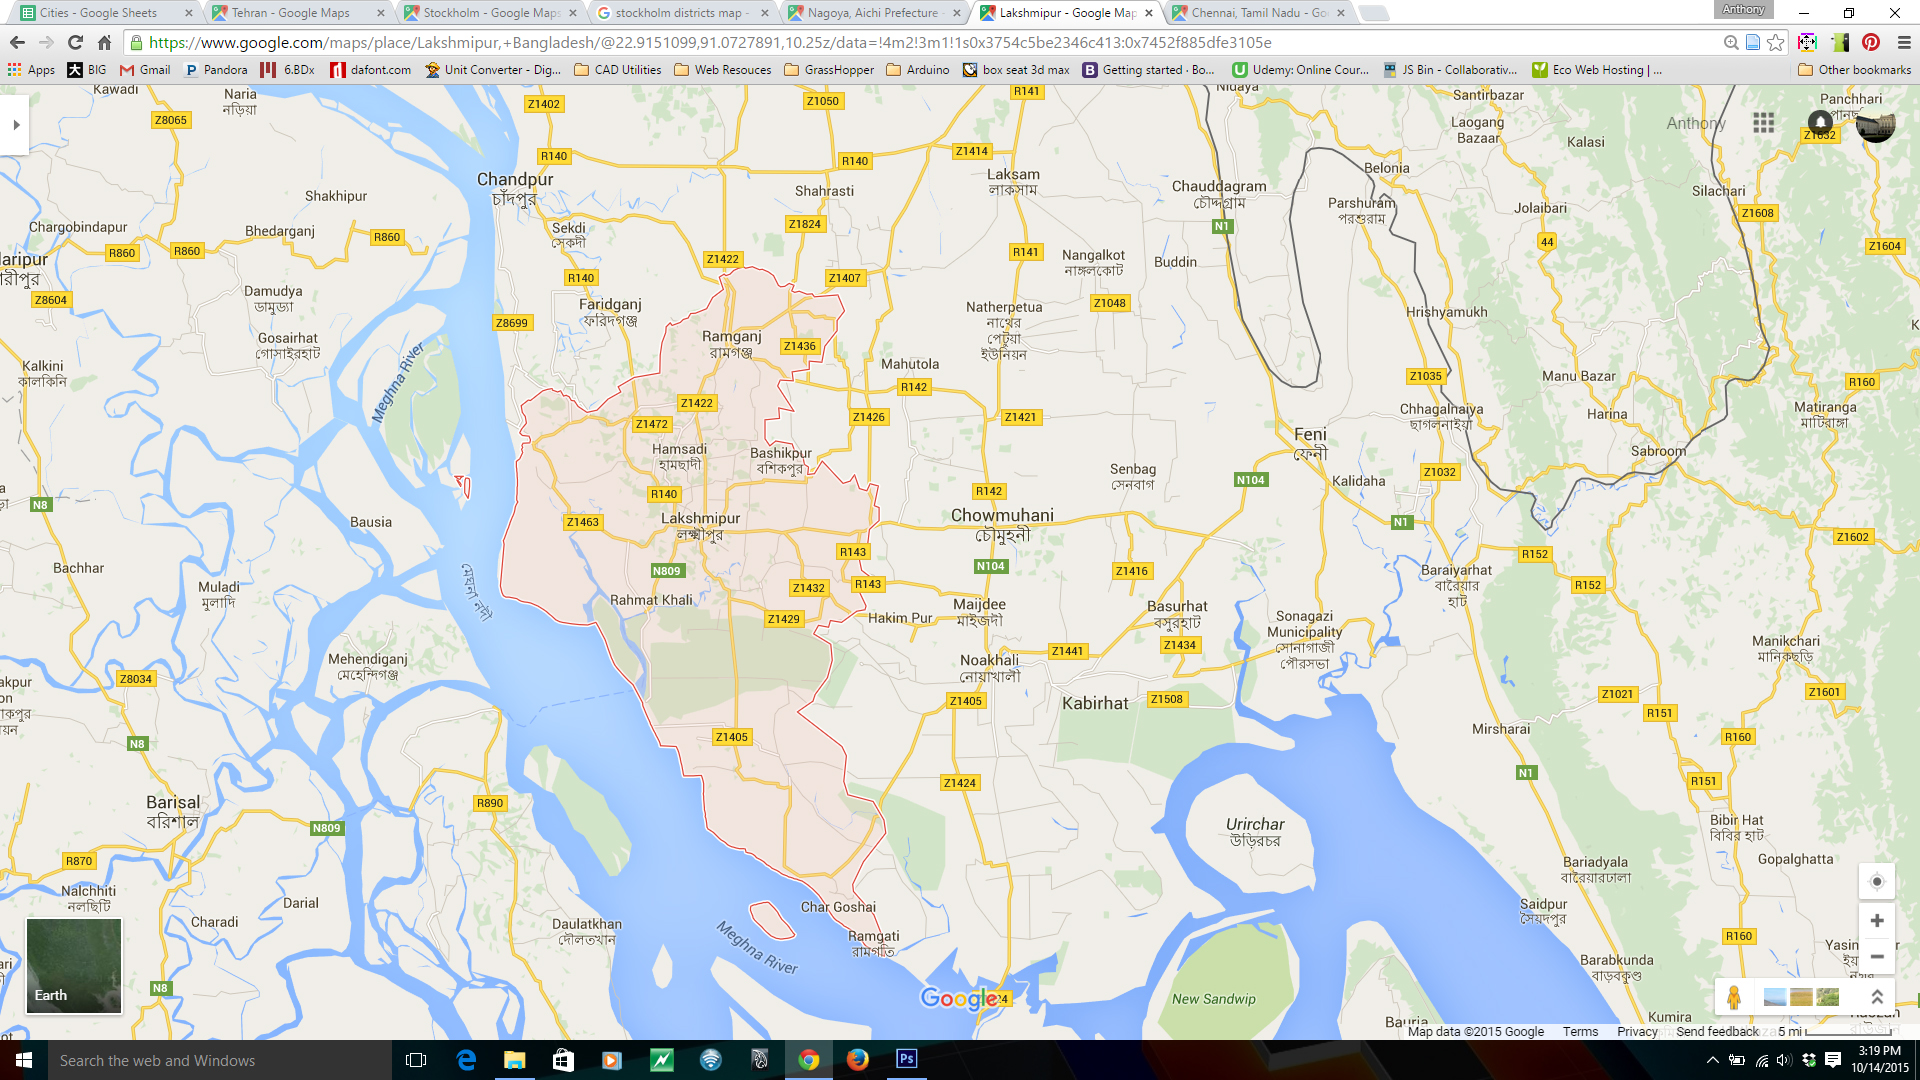 Cities - Google Sheets
Tehran - Google Maps
Stockholm - Google Maps
stockholm districts map -
Nagoya, Aichi Prefecture -
Lakshmipur - Google Map
Chennai, Tamil Nadu - Go
Anthony
https://www.google.com/maps/place/Lakshmipur,+Bangladesh/@22.9151099,91.0727891,10.25z/data=!4m2!3m1!1s0x3754c5be2346c413:0x7452f885dfe3105e
Apps
BIG
Gmail
Pandora
6.BDx
dafont.com
Unit Converter - Dig...
CAD Utilities
Web Resouces
GrassHopper
Arduino
box seat 3d max
Getting started · Bo...
Udemy: Online Cour...
JS Bin - Collaborativ...
Eco Web Hosting | ...
Other bookmarks
Kawadi
Naria
নড়িয়া
Z8065
Z1402
Z1050
R141
Nidaya
Santirbazar
Panchhari
Laogang
Bazaar
Kalasi
Anthony
Z1632
R140
R140
Z1414
Chandpur
চাঁদপুর
Shakhipur
Shahrasti
Laksam
লাকসাম
Chauddagram
চৌদ্দগ্রাম
Belonia
Parshuram
পরশুরাম
Silachari
Jolaibari
Z1608
Chargobindapur
Bhedarganj
R860
R860
R860
Sekdi
সেকদী
Z1824
N1
44
Z1604
Z1422
R141
Nangalkot
নাঙ্গলকোট
Buddin
R140
Z1407
Z8604
Damudya
ডামুড্যা
Faridganj
ফরিদগঞ্জ
Z1048
Natherpetua
নাথের
পেটুয়া
ইউনিয়ন
Hrishyamukh
Z8699
Gosairhat
গোসাইরহাট
Ramganj
রামগঞ্জ
Z1436
Meghna River
Kalkini
কালকিনি
Mahutola
R142
Z1035
Manu Bazar
R160
Z1422
Z1426
Z1421
Chhagalnaiya
ছাগলনাইয়া
Harina
Matiranga
মাটিরাঙ্গা
Z1472
Feni
ফেনী
Hamsadi
হামছাদী
Bashikpur
বশিকপুর
Senbag
সেনবাগ
Sabroom
Z1032
N104
Kalidaha
N8
R140
R142
Bausia
Z1463
Lakshmipur
লক্ষ্মীপুর
Chowmuhani
চৌমুহনী
N1
Z1602
R143
R152
Bachhar
N809
N104
Z1416
Baraiyarhat
বারৈয়ার
হাট
R152
Muladi
মুলাদি
মেঘনা নদী
Z1432
R143
Rahmat Khali
Z1429
Hakim Pur
Maijdee
মাইজদী
Basurhat
বসুরহাট
Sonagazi
Municipality
সোনাগাজী
পৌরসভা
Z1434
Manikchari
মানিকছড়ি
Mehendiganj
মেহেন্দিগঞ্জ
Z1441
Noakhali
নোয়াখালী
Z8034
Z1405
Kabirhat
Z1508
Z1021
Z1601
R151
Mirsharai
Z1405
N8
R160
N1
Z1424
R151
Barisal
বরিশাল
R890
N809
Urirchar
উড়িরচর
Bibir Hat
বিবির হাট
R870
Bariadyala
বারৈয়ারঢালা
Gopalghatta
Nalchhiti
নলছিটি
Darial
Charadi
Char Goshai
Saidpur
সৈয়দপুর
Daulatkhan
দৌলতখান
Meghna River
Ramgati
রামগতি
R160
Barabkunda
বাড়বকুণ্ড
Earth
N8
Google
New Sandwip
Kumira
Bauria
Map data ©2015 Google
Terms
Privacy
Send feedback
5 mi
Search the web and Windows
Ps
3:19 PM
10/14/2015